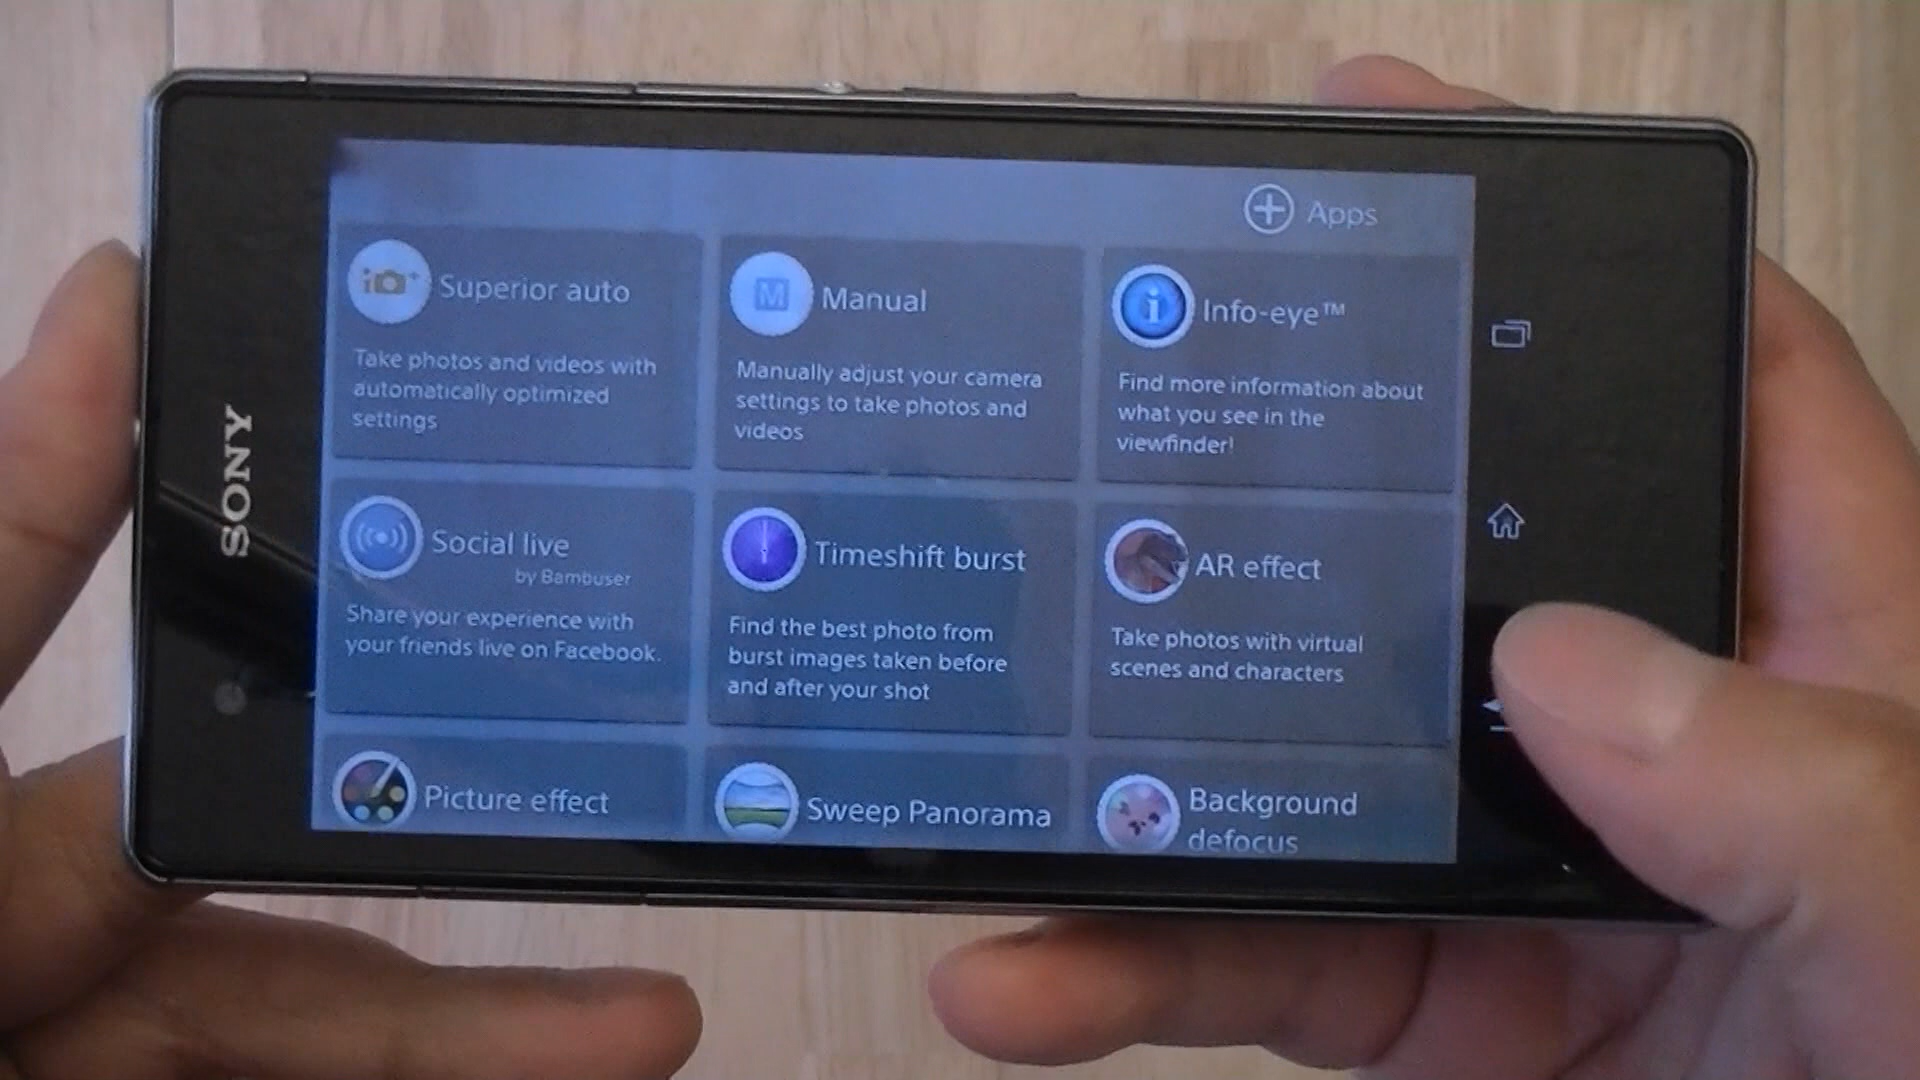 SONY
Apps
Superior auto
Take photos and videos with
automatically optimized
settings
M
Manual
Manually adjust your camera
settings to take photos and
videos
i
Info-eye™
Find more information about
what you see in the
viewfinder!
Social live
by Bambuser
Share your experience with
your friends live on Facebook.
Timeshift burst
Find the best photo from
burst images taken before
and after your shot
AR effect
Take photos with virtual
scenes and characters
Picture effect
Sweep Panorama
Background
defocus